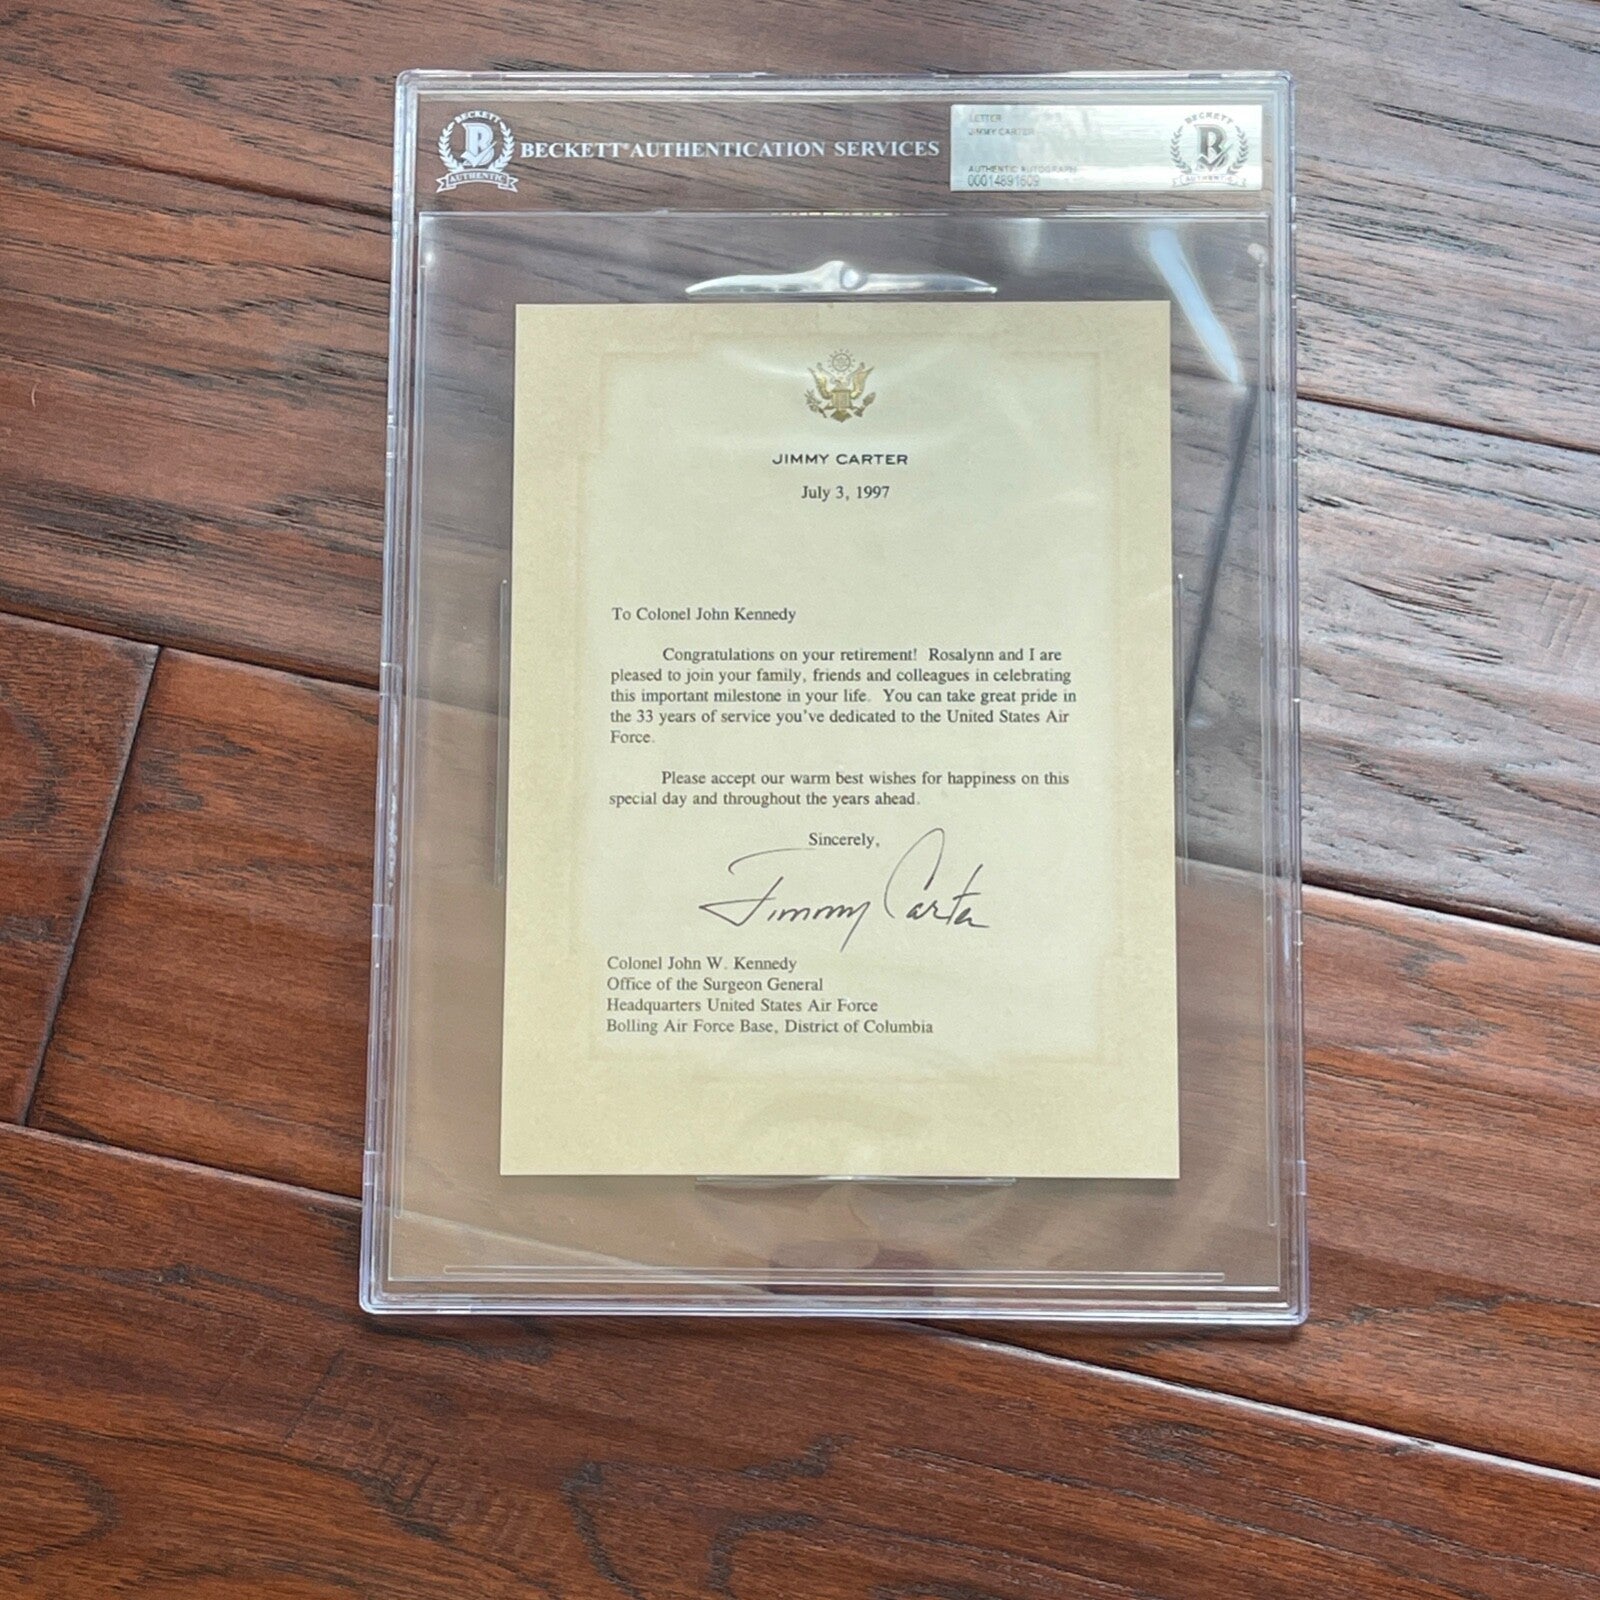 BECKETT
B
AUTHENTIC
BECKETT AUTHENTICATION SERVICES
LETTER
JIMMY CARTER
AUTHENTIC AUTOGRAPH
00014891609
BECKETT
B
AUTHENTIC
JIMMY CARTER
July 3, 1997
To Colonel John Kennedy
Congratulations on your retirement! Rosalynn and I are
pleased to join your family, friends and colleagues in celebrating
this important milestone in your life. You can take great pride in
the 33 years of service you've dedicated to the United States Air
Force.
Please accept our warm best wishes for happiness on this
special day and throughout the years ahead.
Sincerely,
Jimmy Carter
Colonel John W. Kennedy
Office of the Surgeon General
Headquarters United States Air Force
Bolling Air Force Base, District of Columbia